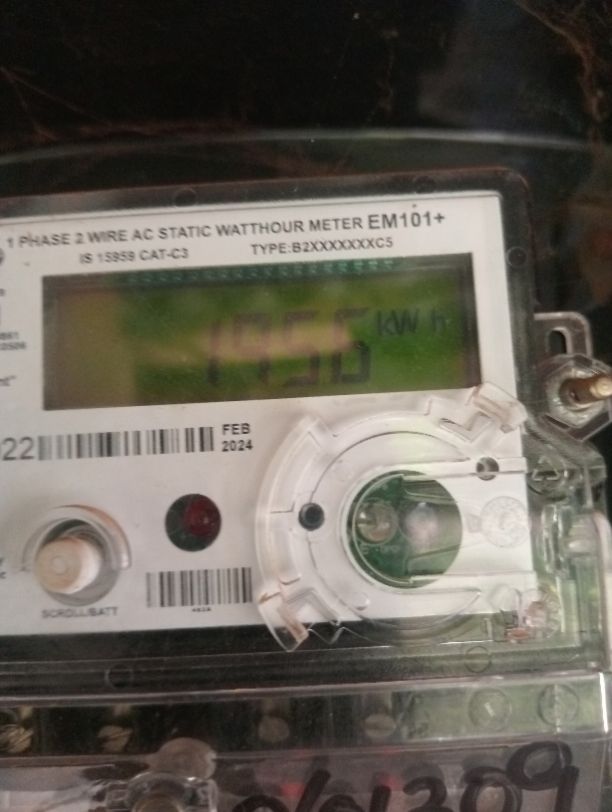 1 PHASE 2 WIRE AC STATIC WATTHOUR METER EM101+
IS 15959 CAT-C3 TYPE:B2XXXXXXXC5
1956 kWh
22
FEB
2024
SCROLL/BATT